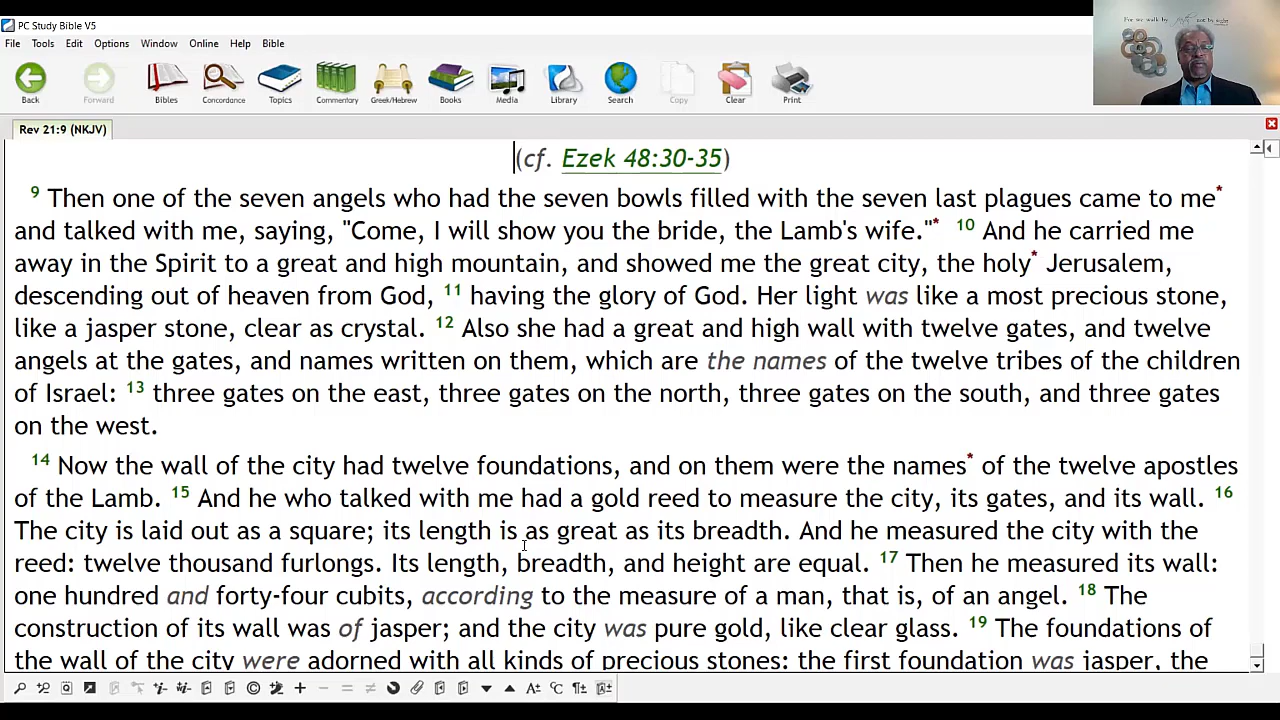 PC Study Bible V5
File Tools Edit Options Window Online Help Bible
Back Forward Bibles Concordance Topics Commentary Greek/Hebrew Books Media Library Search Copy Clear Print
For we walk by faith not by sight
Rev 21:9 (NKJV)
(cf. Ezek 48:30-35)
9 Then one of the seven angels who had the seven bowls filled with the seven last plagues came to me*
and talked with me, saying, "Come, I will show you the bride, the Lamb's wife."* 10 And he carried me
away in the Spirit to a great and high mountain, and showed me the great city, the holy* Jerusalem,
descending out of heaven from God, 11 having the glory of God. Her light was like a most precious stone,
like a jasper stone, clear as crystal. 12 Also she had a great and high wall with twelve gates, and twelve
angels at the gates, and names written on them, which are the names of the twelve tribes of the children
of Israel: 13 three gates on the east, three gates on the north, three gates on the south, and three gates
on the west.
14 Now the wall of the city had twelve foundations, and on them were the names* of the twelve apostles
of the Lamb. 15 And he who talked with me had a gold reed to measure the city, its gates, and its wall. 16
The city is laid out as a square; its length is as great as its breadth. And he measured the city with the
reed: twelve thousand furlongs. Its length, breadth, and height are equal. 17 Then he measured its wall:
one hundred and forty-four cubits, according to the measure of a man, that is, of an angel. 18 The
construction of its wall was of jasper; and the city was pure gold, like clear glass. 19 The foundations of
the wall of the city were adorned with all kinds of precious stones: the first foundation was jasper, the